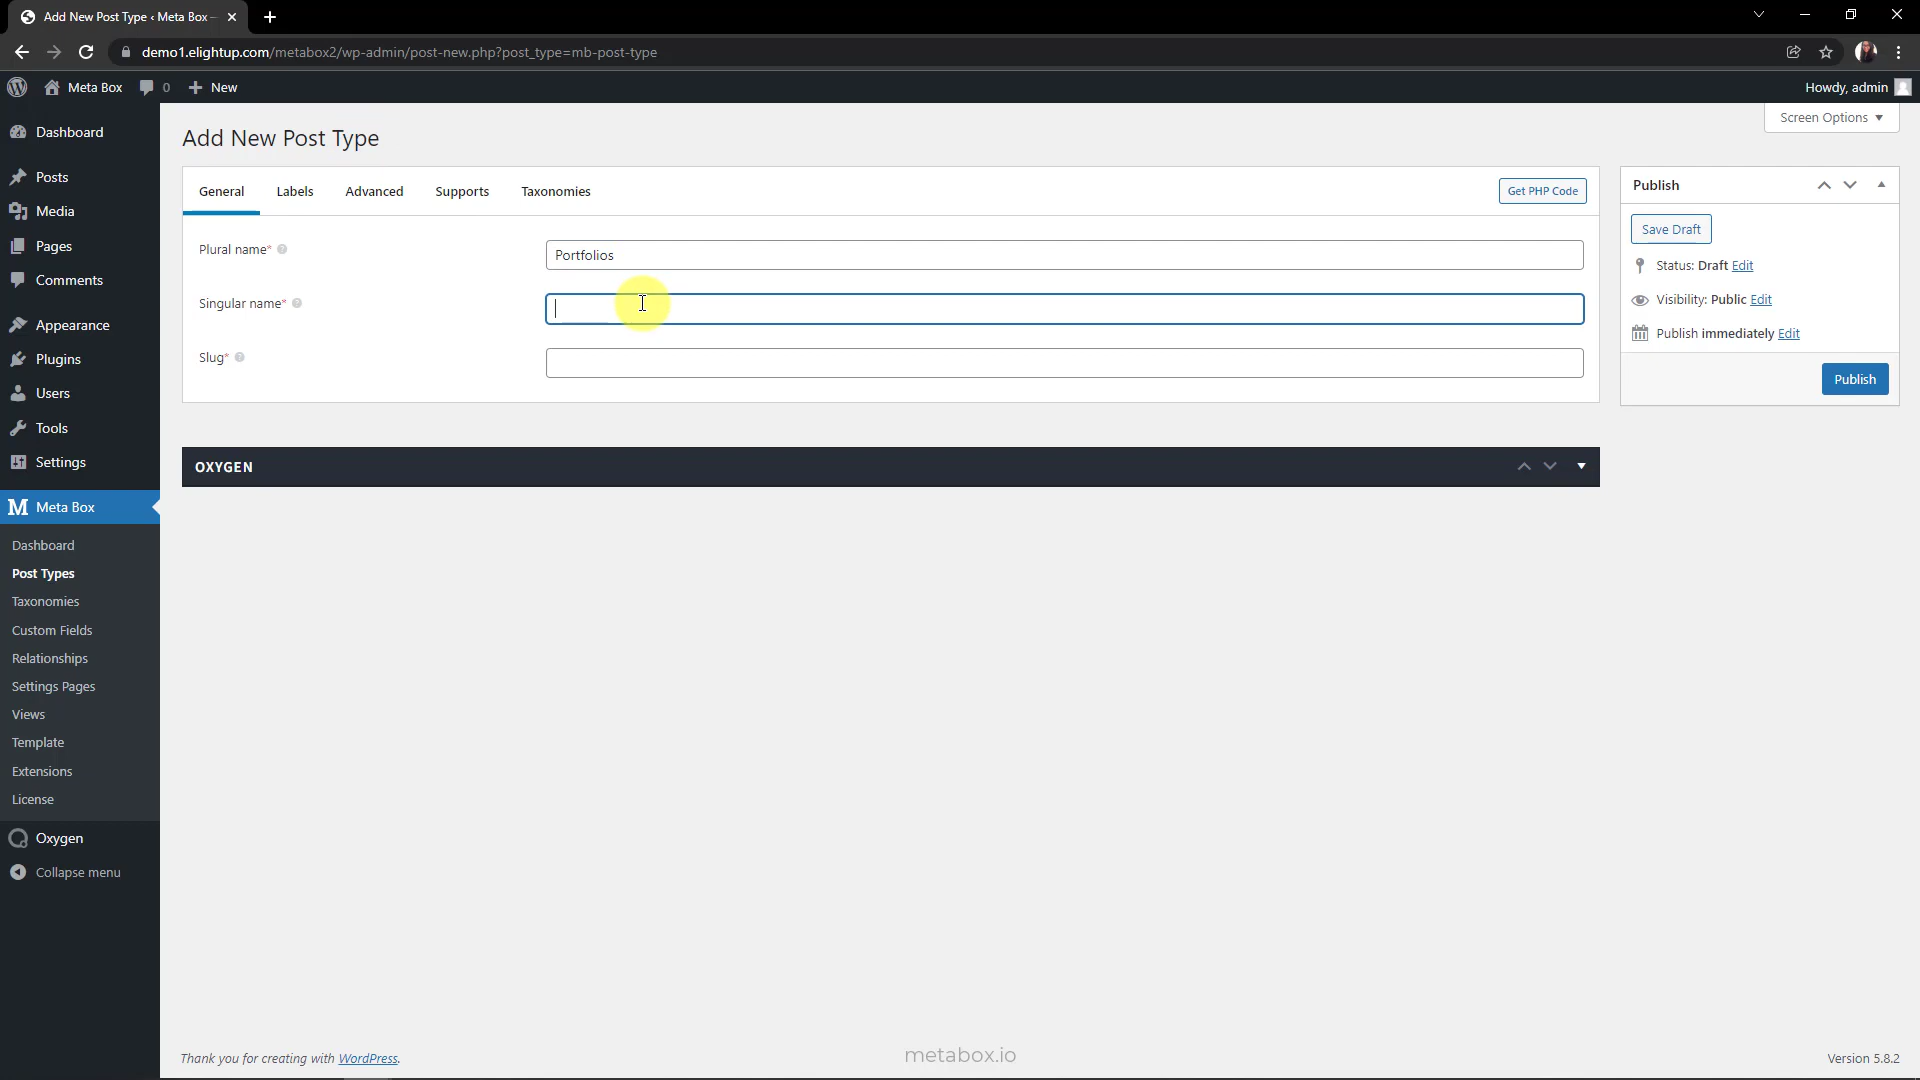 Add New Post Type ‹ Meta Box –
demo1.elightup.com/metabox2/wp-admin/post-new.php?post_type=mb-post-type
Meta Box
0
New
Howdy, admin
Screen Options
Dashboard
Posts
Media
Pages
Comments
Appearance
Plugins
Users
Tools
Settings
Meta Box
Dashboard
Post Types
Taxonomies
Custom Fields
Relationships
Settings Pages
Views
Template
Extensions
License
Oxygen
Collapse menu
Add New Post Type
General Labels Advanced Supports Taxonomies
Get PHP Code
Plural name*
Portfolios
Singular name*
Slug*
OXYGEN
Publish
Save Draft
Status: Draft Edit
Visibility: Public Edit
Publish immediately Edit
Publish
Thank you for creating with WordPress.
metabox.io
Version 5.8.2